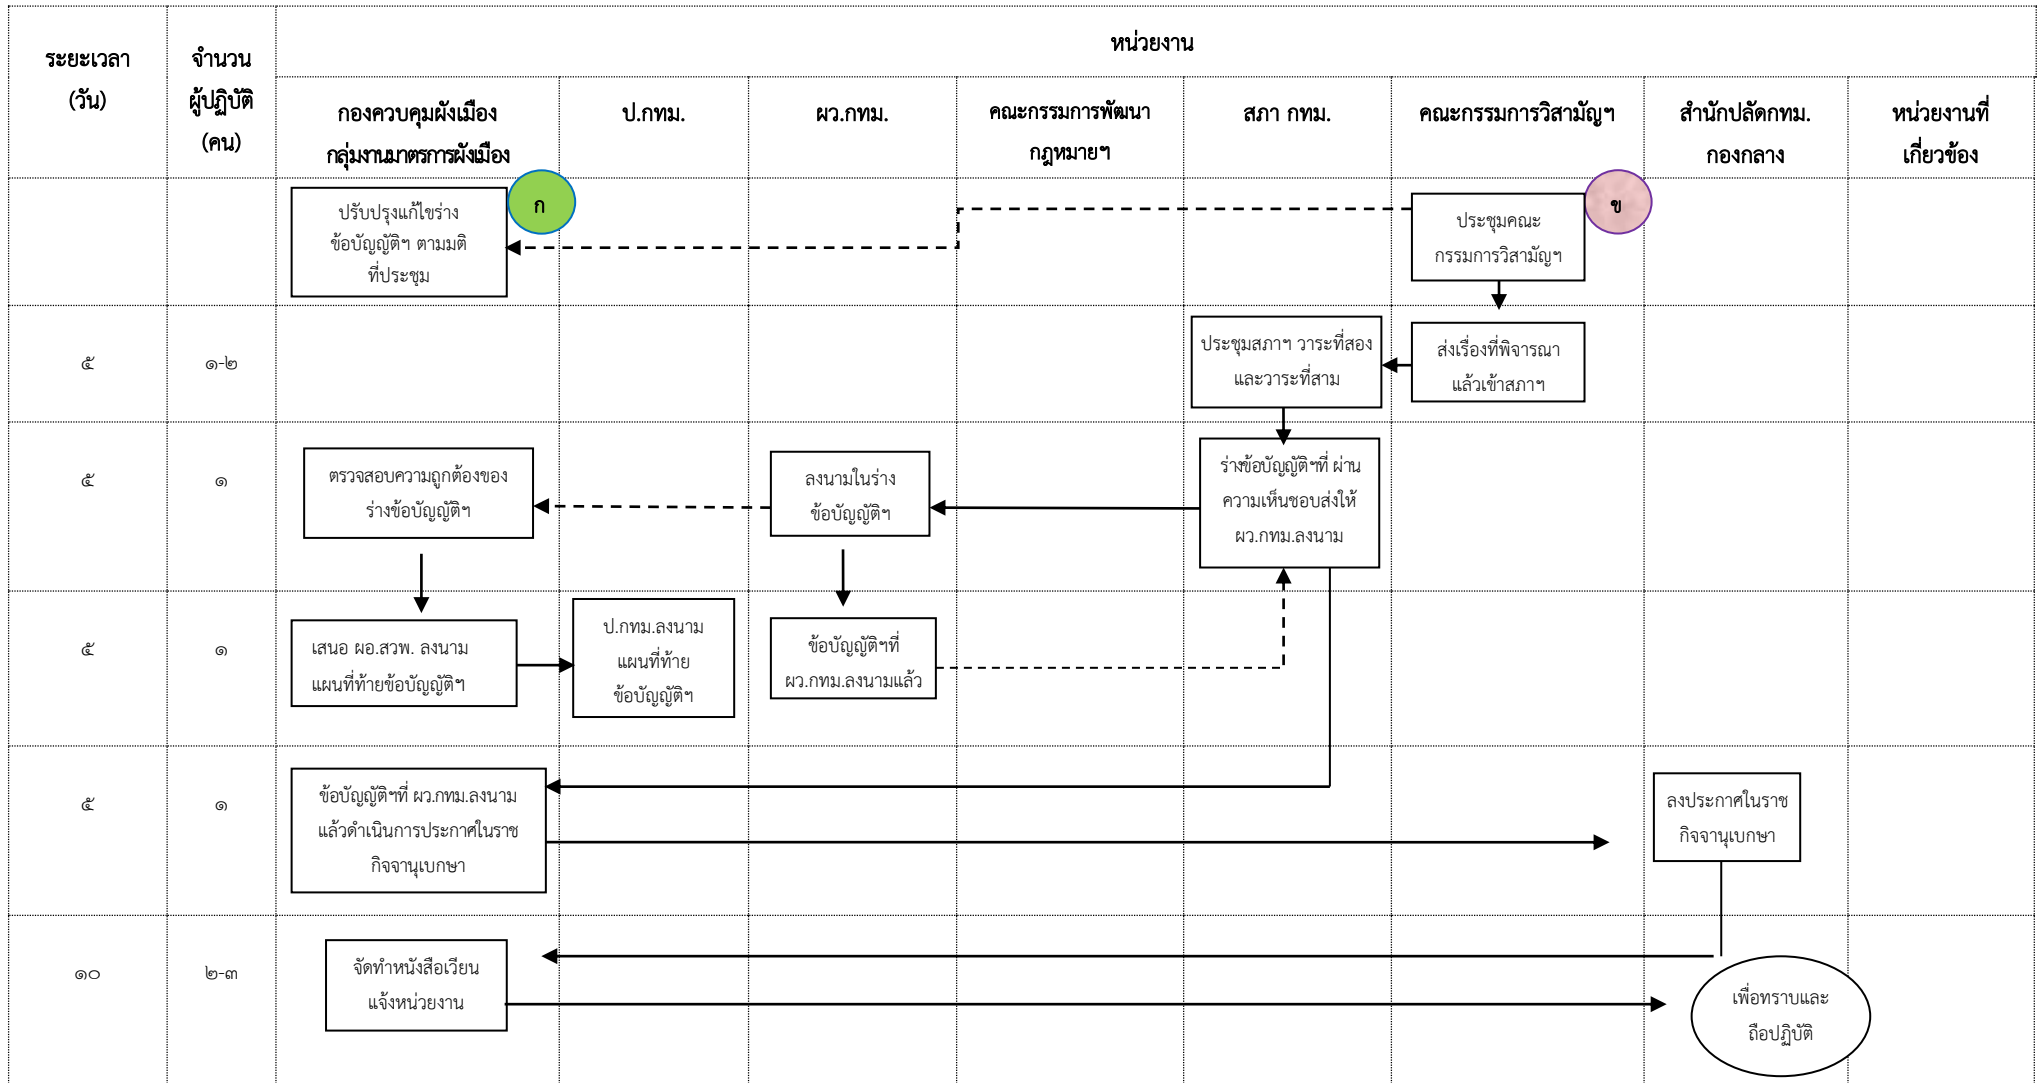 ระยะเวลา
(วัน)
จำนวน
ผู้ปฏิบัติ
(คน)
หน่วยงาน
กองควบคุมผังเมือง
กลุ่มงานมาตรการผังเมือง
ป.กทม.
ผว.กทม.
คณะกรรมการพัฒนา
กฎหมายฯ
สภา กทม.
คณะกรรมการวิสามัญฯ
สำนักปลัดกทม.
กองกลาง
หน่วยงานที่
เกี่ยวข้อง
ปรับปรุงแก้ไขร่าง
ข้อบัญญัติฯ ตามมติ
ที่ประชุม
ก
ประชุมคณะ
กรรมการวิสามัญฯ
ข
๕
๑-๒
ประชุมสภาฯ วาระที่สอง
และวาระที่สาม
ส่งเรื่องที่พิจารณา
แล้วเข้าสภาฯ
๕
๑
ตรวจสอบความถูกต้องของ
ร่างข้อบัญญัติฯ
ลงนามในร่าง
ข้อบัญญัติฯ
ร่างข้อบัญญัติฯที่ ผ่าน
ความเห็นชอบส่งให้
ผว.กทม.ลงนาม
๕
๑
เสนอ ผอ.สวพ. ลงนาม
แผนที่ท้ายข้อบัญญัติฯ
ป.กทม.ลงนาม
แผนที่ท้าย
ข้อบัญญัติฯ
ข้อบัญญัติฯที่
ผว.กทม.ลงนามแล้ว
๕
๑
ข้อบัญญัติฯที่ ผว.กทม.ลงนาม
แล้วดำเนินการประกาศในราช
กิจจานุเบกษา
ลงประกาศในราช
กิจจานุเบกษา
๑๐
๒-๓
จัดทำหนังสือเวียน
แจ้งหน่วยงาน
เพื่อทราบและ
ถือปฏิบัติ